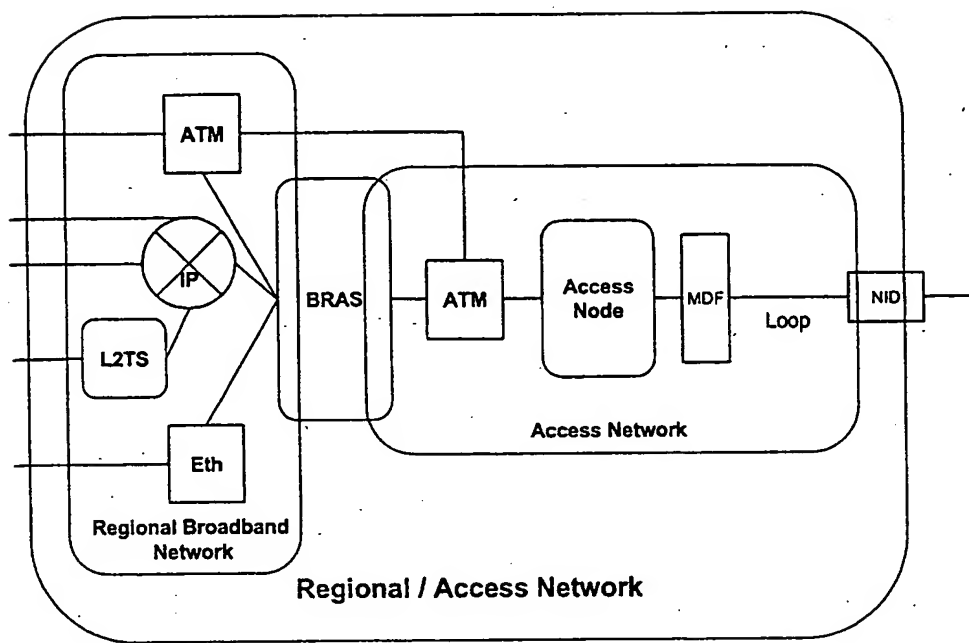 ATM
IP
BRAS
ATM
Access
Node
MDF
NID
Loop
L2TS
Access Network
Eth
Regional Broadband
Network
Regional / Access Network